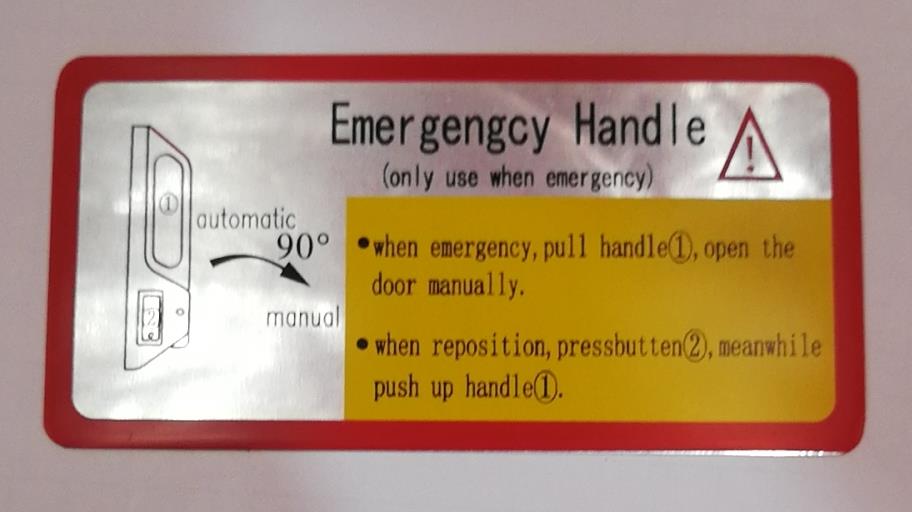 Emergengcy Handle
(only use when emergency)
①
automatic
90°
manual
2
•when emergency,pull handle①,open the
door manually.
•when reposition,pressbutten②,meanwhile
push up handle①.